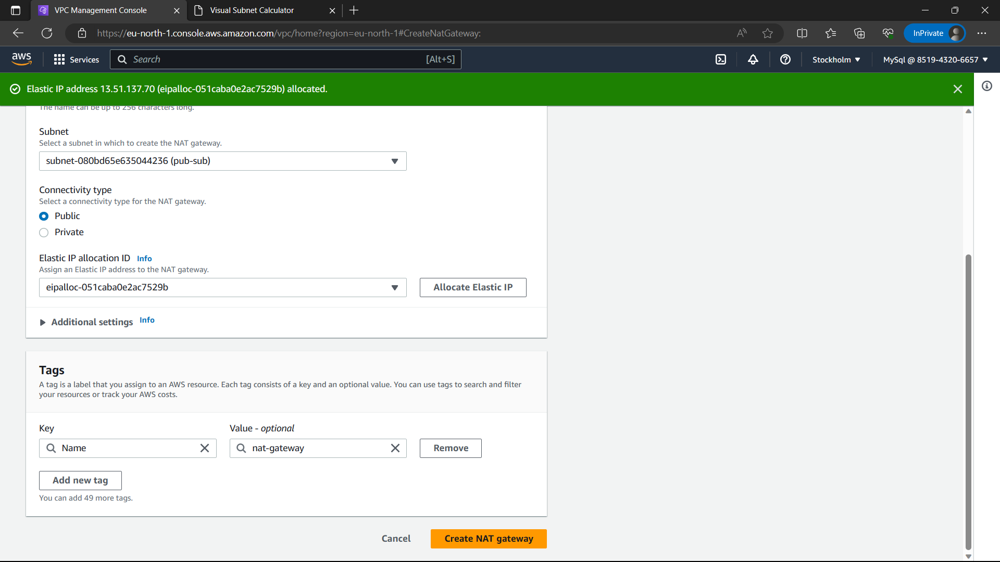 VPC Management Console
Visual Subnet Calculator
https://eu-north-1.console.aws.amazon.com/vpc/home?region=eu-north-1#CreateNatGateway:
InPrivate
aws
Services
Search
[Alt+S]
Stockholm
MySql @ 8519-4320-6657
Elastic IP address 13.51.137.70 (eipalloc-051caba0e2ac7529b) allocated.
The name can be up to 256 characters long.
Subnet
Select a subnet in which to create the NAT gateway.
subnet-080bd65e635044236 (pub-sub)
Connectivity type
Select a connectivity type for the NAT gateway.
Public
Private
Elastic IP allocation ID Info
Assign an Elastic IP address to the NAT gateway.
eipalloc-051caba0e2ac7529b
Allocate Elastic IP
Additional settings Info
Tags
A tag is a label that you assign to an AWS resource. Each tag consists of a key and an optional value. You can use tags to search and filter
your resources or track your AWS costs.
Key
Value - optional
Name
nat-gateway
Remove
Add new tag
You can add 49 more tags.
Cancel
Create NAT gateway